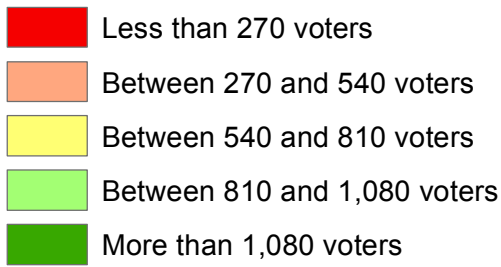 Less than 270 voters
Between 270 and 540 voters
Between 540 and 810 voters
Between 810 and 1,080 voters
More than 1,080 voters